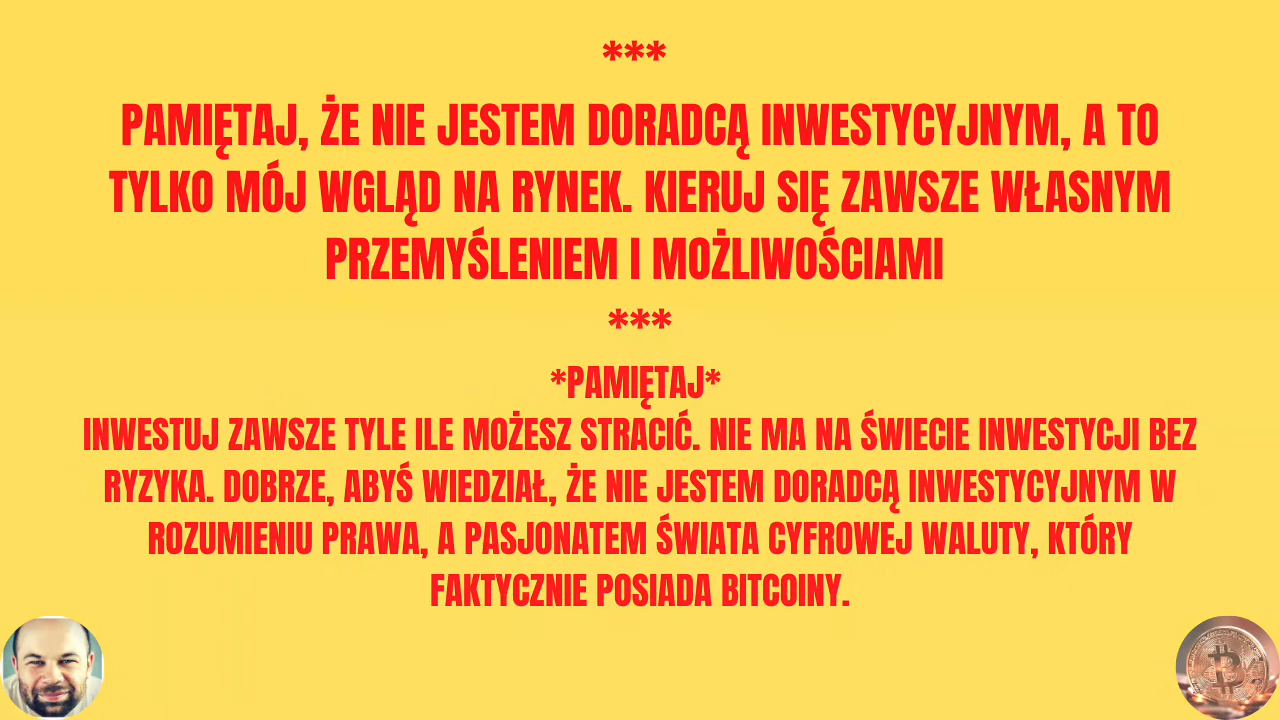 ***
PAMIĘTAJ, ŻE NIE JESTEM DORADCĄ INWESTYCYJNYM, A TO
TYLKO MÓJ WGLĄD NA RYNEK. KIERUJ SIĘ ZAWSZE WŁASNYM
PRZEMYŚLENIEM I MOŻLIWOŚCIAMI
***
*PAMIĘTAJ*
INWESTUJ ZAWSZE TYLE ILE MOŻESZ STRACIĆ. NIE MA NA ŚWIECIE INWESTYCJI BEZ
RYZYKA. DOBRZE, ABYŚ WIEDZIAŁ, ŻE NIE JESTEM DORADCĄ INWESTYCYJNYM W
ROZUMIENIU PRAWA, A PASJONATEM ŚWIATA CYFROWEJ WALUTY, KTÓRY
FAKTYCZNIE POSIADA BITCOINY.